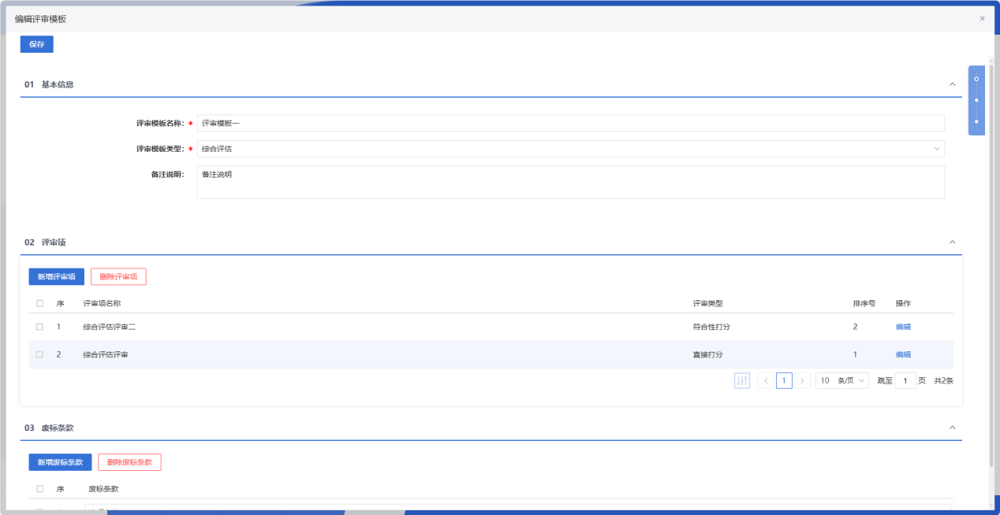 编辑评审模板 ×
保存
01 基本信息
评审模板名称: * 评审模板一
评审模板类型: * 综合评估
备注说明: 备注说明
02 评审项
新增评审项 删除评审项
序 评审项名称 评审类型 排序号 操作
1 综合评估评审二 符合性打分 2 编辑
2 综合评估评审 直接打分 1 编辑
1 10 条/页 跳至 1 页 共2条
03 废标条款
新增废标条款 删除废标条款
序 废标条款